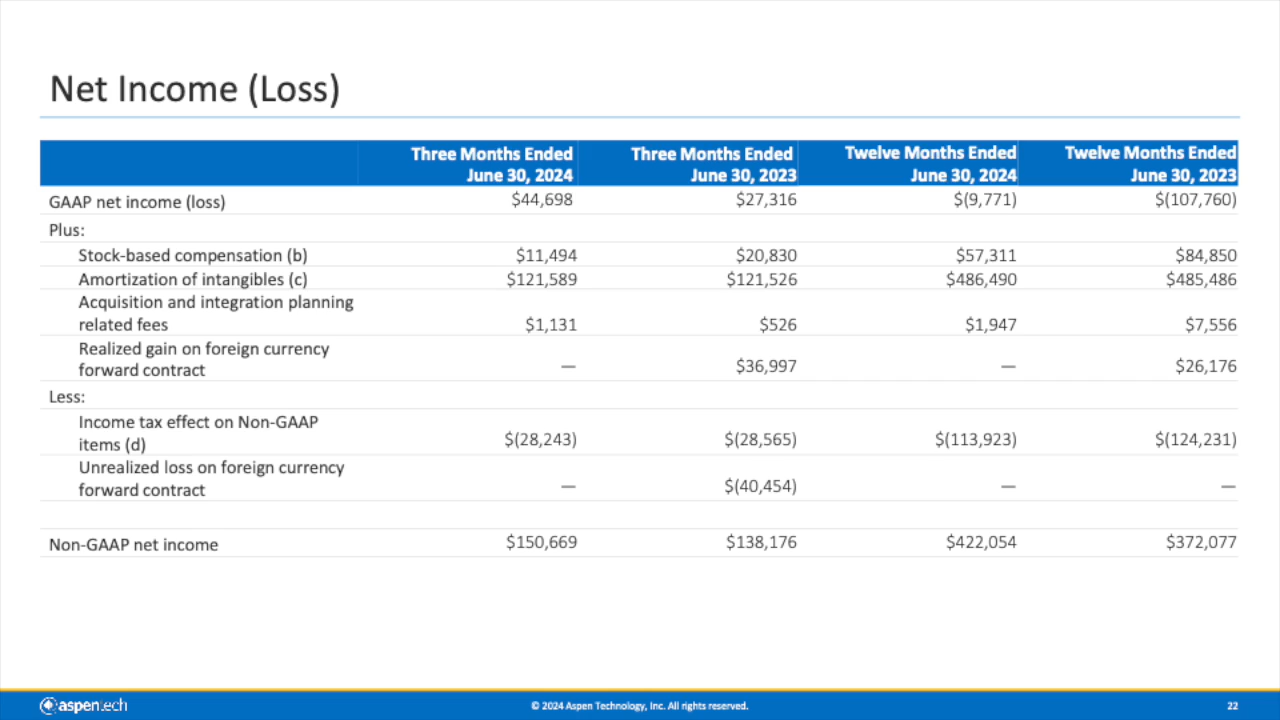 Net Income (Loss)
Three Months Ended June 30, 2024 Three Months Ended June 30, 2023 Twelve Months Ended June 30, 2024 Twelve Months Ended June 30, 2023
GAAP net income (loss) $44,698 $27,316 $(9,771) $(107,760)
Plus:
Stock-based compensation (b) $11,494 $20,830 $57,311 $84,850
Amortization of intangibles (c) $121,589 $121,526 $486,490 $485,486
Acquisition and integration planning
related fees $1,131 $526 $1,947 $7,556
Realized gain on foreign currency
forward contract — $36,997 — $26,176
Less:
Income tax effect on Non-GAAP
items (d) $(28,243) $(28,565) $(113,923) $(124,231)
Unrealized loss on foreign currency
forward contract — $(40,454) — —
Non-GAAP net income $150,669 $138,176 $422,054 $372,077
aspentech © 2024 Aspen Technology, Inc. All rights reserved. 22